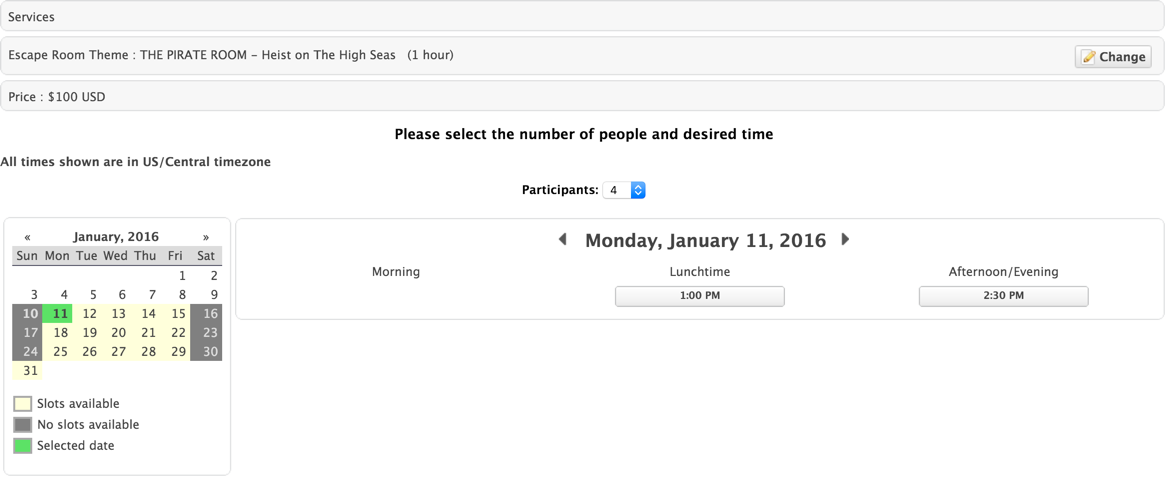 Services
Escape Room Theme : THE PIRATE ROOM – Heist on The High Seas (1 hour)
Change
Price : $100 USD
Please select the number of people and desired time
All times shown are in US/Central timezone
Participants: 4
« January, 2016 »
Sun Mon Tue Wed Thu Fri Sat
1 2
3 4 5 6 7 8 9
10 11 12 13 14 15 16
17 18 19 20 21 22 23
24 25 26 27 28 29 30
31
Slots available
No slots available
Selected date
Monday, January 11, 2016
Morning Lunchtime Afternoon/Evening
1:00 PM 2:30 PM